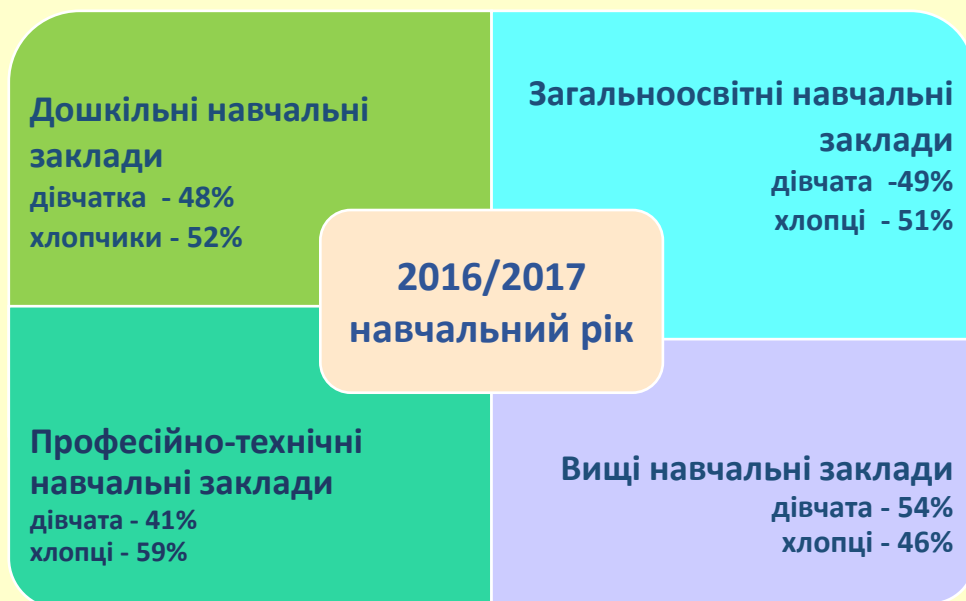 Дошкільні навчальні
заклади
дівчатка - 48%
хлопчики - 52%
Загальноосвітні навчальні
заклади
дівчата -49%
хлопці - 51%
2016/2017
навчальний рік
Професійно-технічні
навчальні заклади
дівчата - 41%
хлопці - 59%
Вищі навчальні заклади
дівчата - 54%
хлопці - 46%